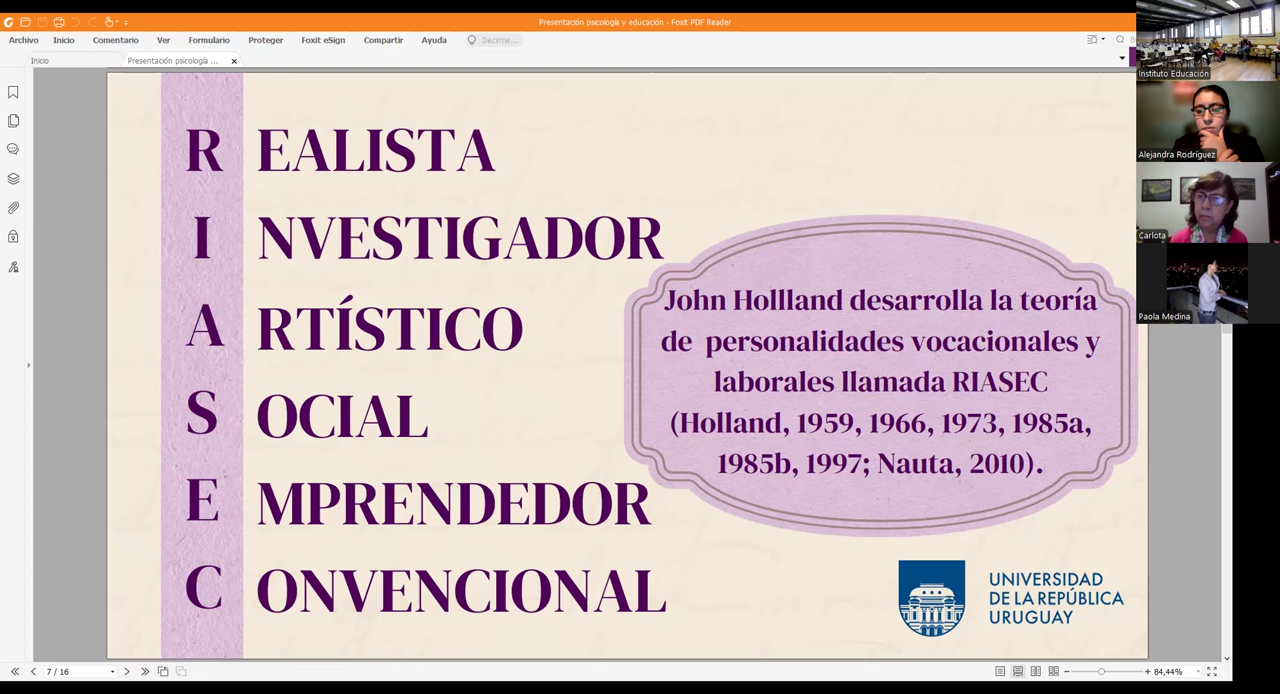 Presentación psicología y educación - Foxit PDF Reader
Archivo Inicio Comentario Ver Formulario Proteger Foxit eSign Compartir Ayuda Decirme...
Inicio Presentación psicología ...
REALISTA
INVESTIGADOR
ARTÍSTICO
SOCIAL
EMPRENDEDOR
CONVENCIONAL
John Hollland desarrolla la teoría
de personalidades vocacionales y
laborales llamada RIASEC
(Holland, 1959, 1966, 1973, 1985a,
1985b, 1997; Nauta, 2010).
UNIVERSIDAD
DE LA REPÚBLICA
URUGUAY
Instituto Educación
Alejandra Rodríguez
Carlota
Paola Medina
7 / 16
84,44%